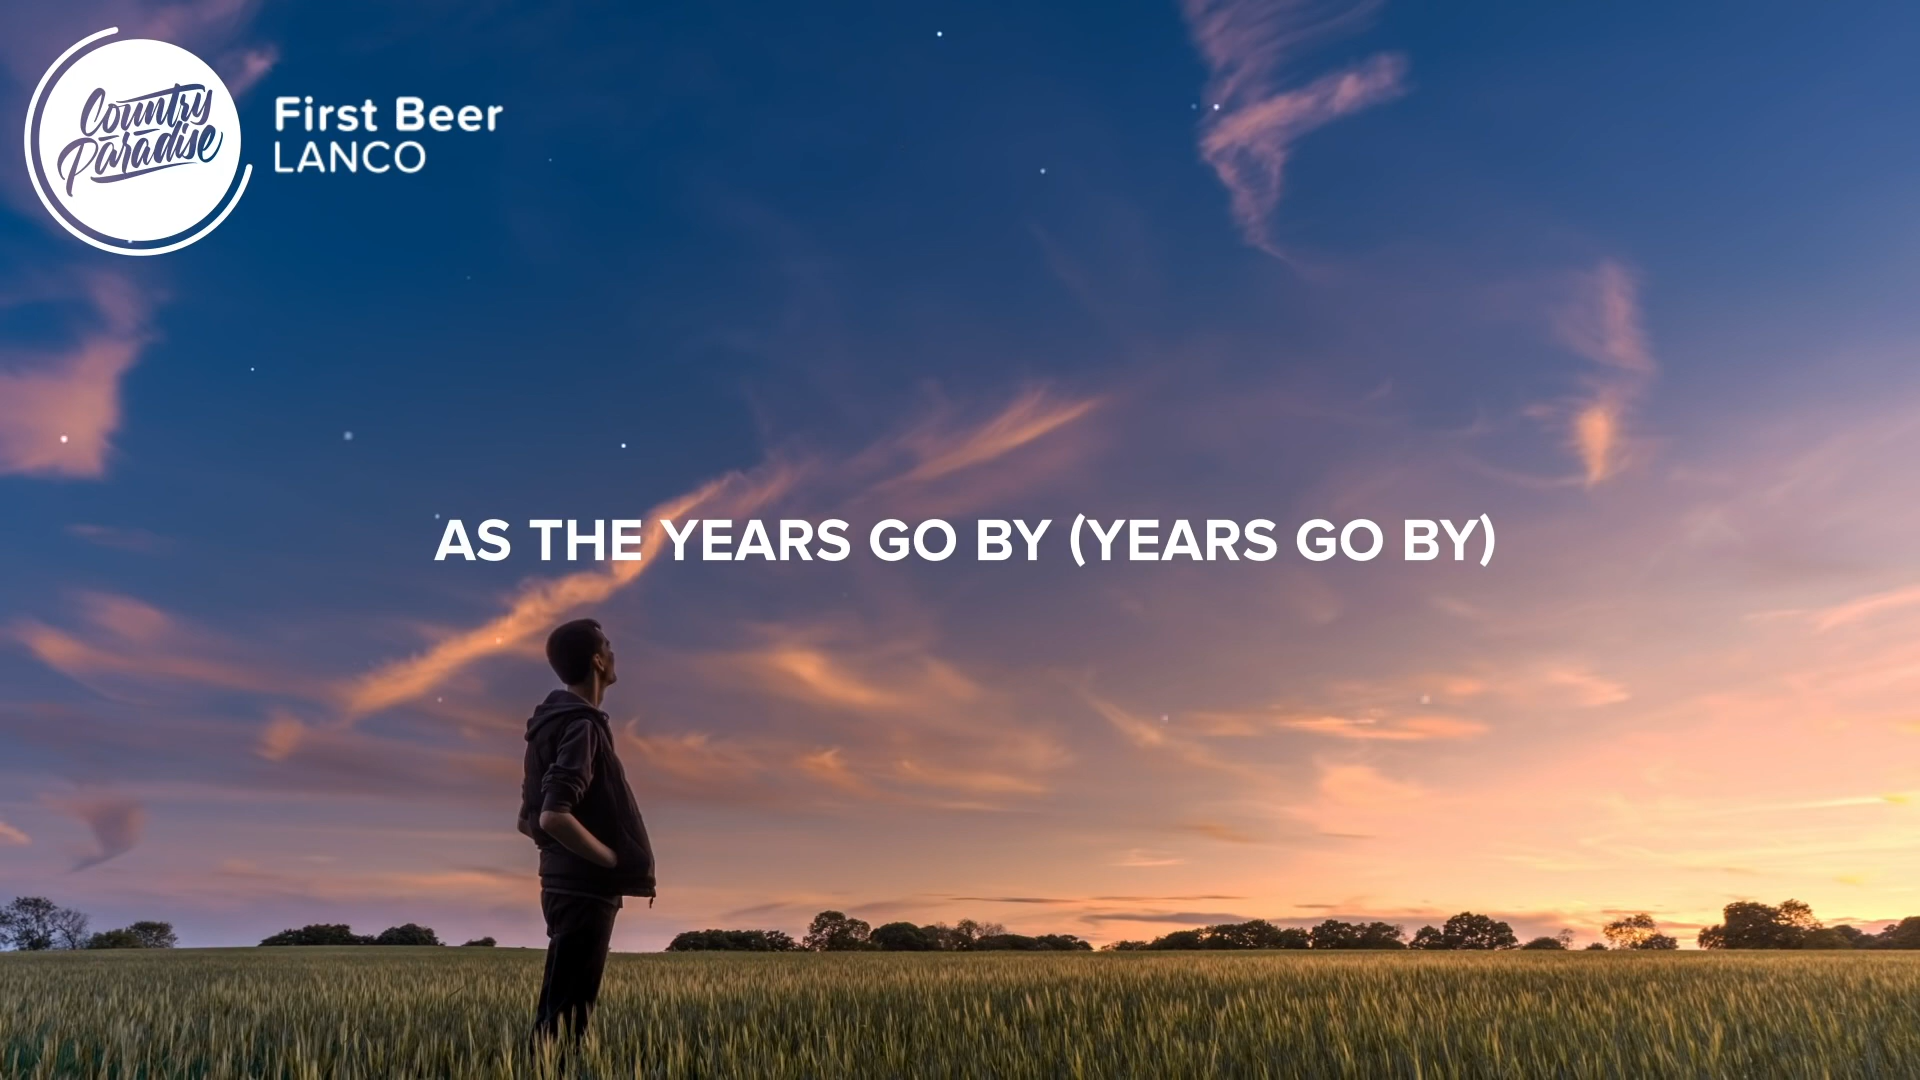 Country
Paradise
First Beer
LANCO
AS THE YEARS GO BY (YEARS GO BY)